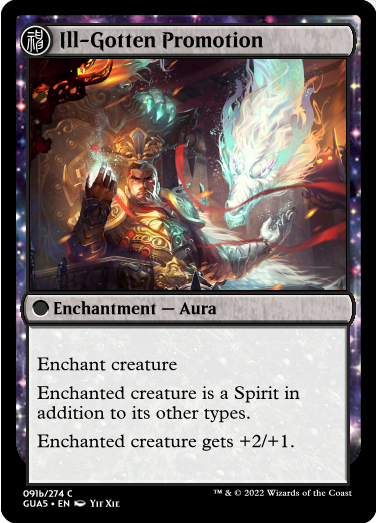 Ill-Gotten Promotion
Enchantment — Aura
Enchant creature
Enchanted creature is a Spirit in
addition to its other types.
Enchanted creature gets +2/+1.
091b/274 C
GUA5 • EN Yif Xie
™ & © 2022 Wizards of the Coast